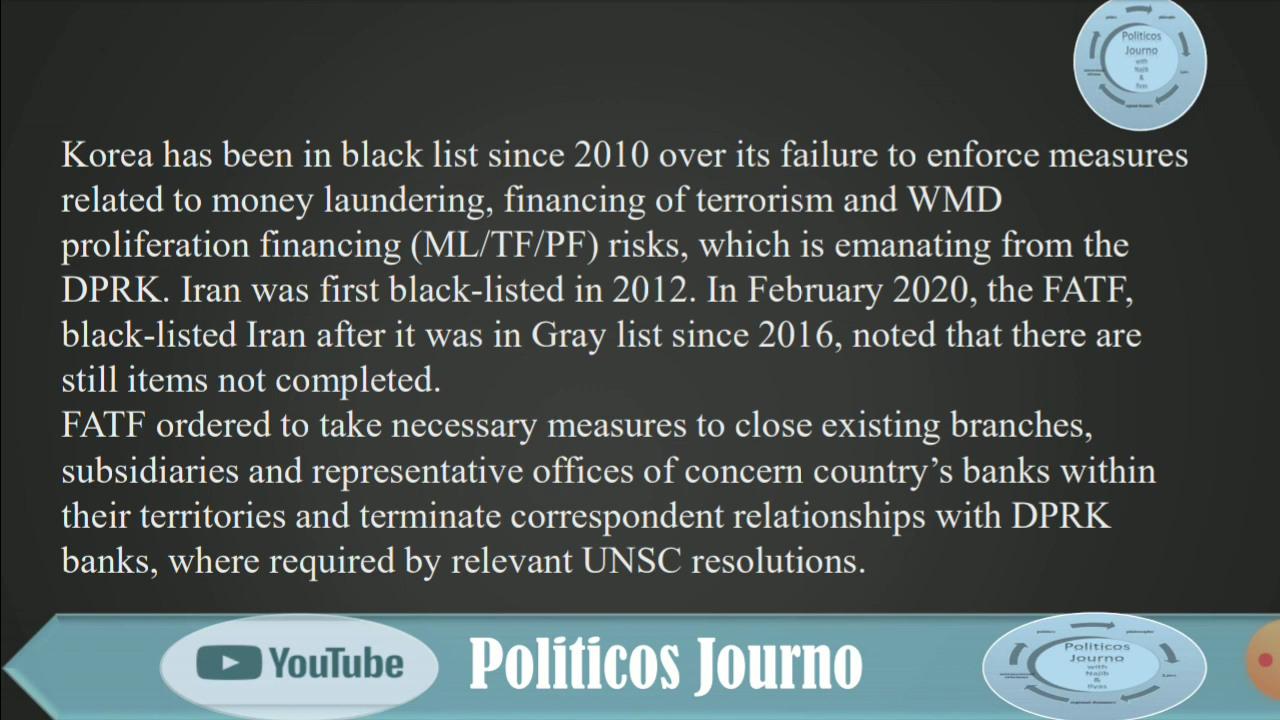 Politicos
Journo
with
Najib
&
Korea has been in black list since 2010 over its failure to enforce measures
related to money laundering, financing of terrorism and WMD
proliferation financing (ML/TF/PF) risks, which is emanating from the
DPRK. Iran was first black-listed in 2012. In February 2020, the FATF,
black-listed Iran after it was in Gray list since 2016, noted that there are
still items not completed.
FATF ordered to take necessary measures to close existing branches,
subsidiaries and representative offices of concern country’s banks within
their territories and terminate correspondent relationships with DPRK
banks, where required by relevant UNSC resolutions.
YouTube
Politicos Journo
Politicos
Journo
with
Najib
&
Ilyas